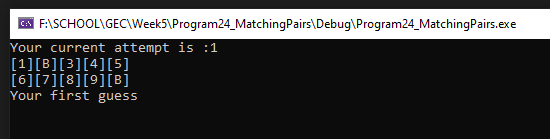 F:\SCHOOL\GEC\Week5\Program24_MatchingPairs\Debug\Program24_MatchingPairs.exe
Your current attempt is :1
[1][B][3][4][5]
[6][7][8][9][B]
Your first guess